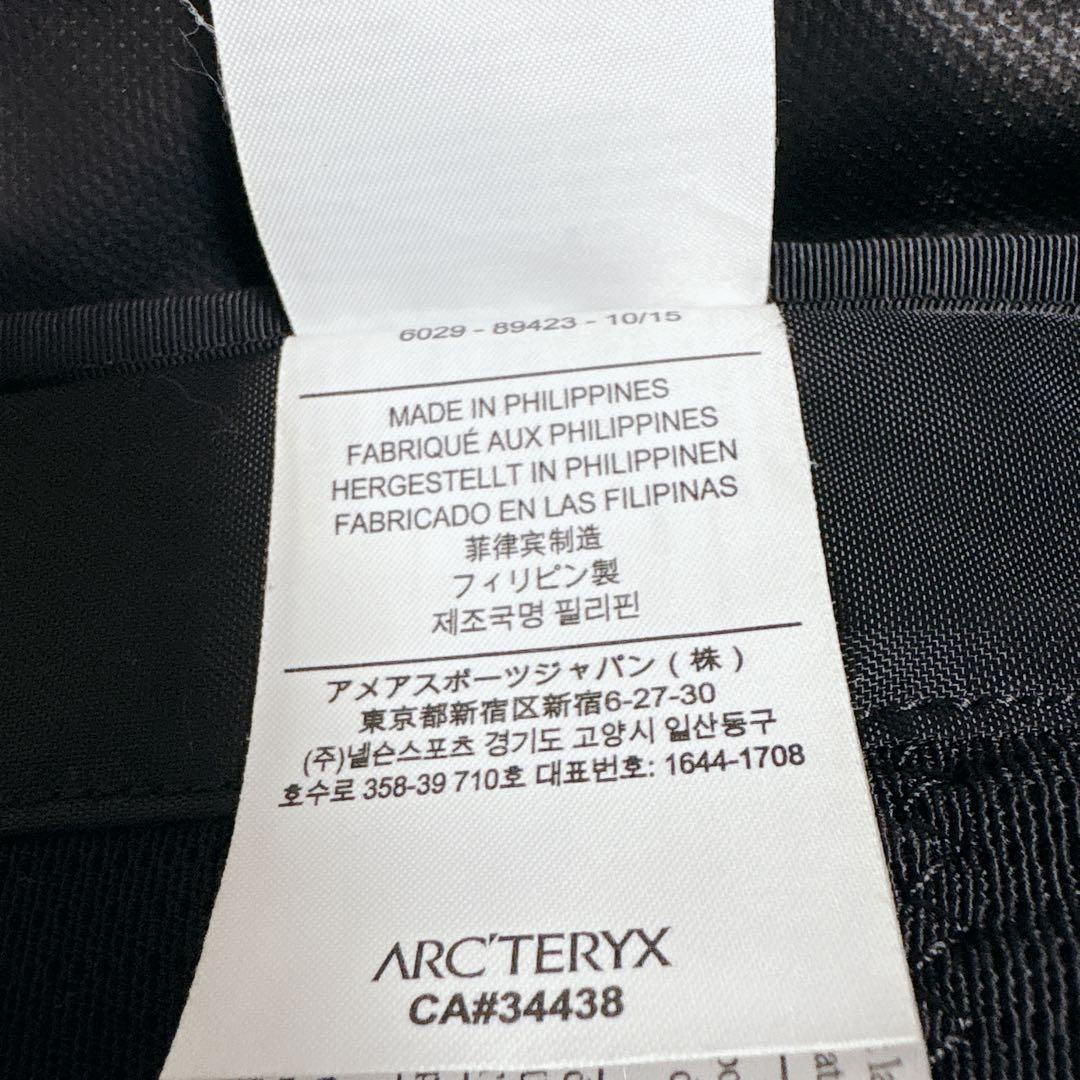 6029 - 89423 - 10/15
MADE IN PHILIPPINES
FABRIQUÉ AUX PHILIPPINES
HERGESTELLT IN PHILIPPINEN
FABRICADO EN LAS FILIPINAS
菲律宾制造
フィリピン製
제조국명 필리핀
アメアスポーツジャパン ( 株 )
東京都新宿区新宿6-27-30
(주)넬슨스포츠 경기도 고양시 일산동구
호수로 358-39 710호 대표번호: 1644-1708
ARC'TERYX
CA#34438